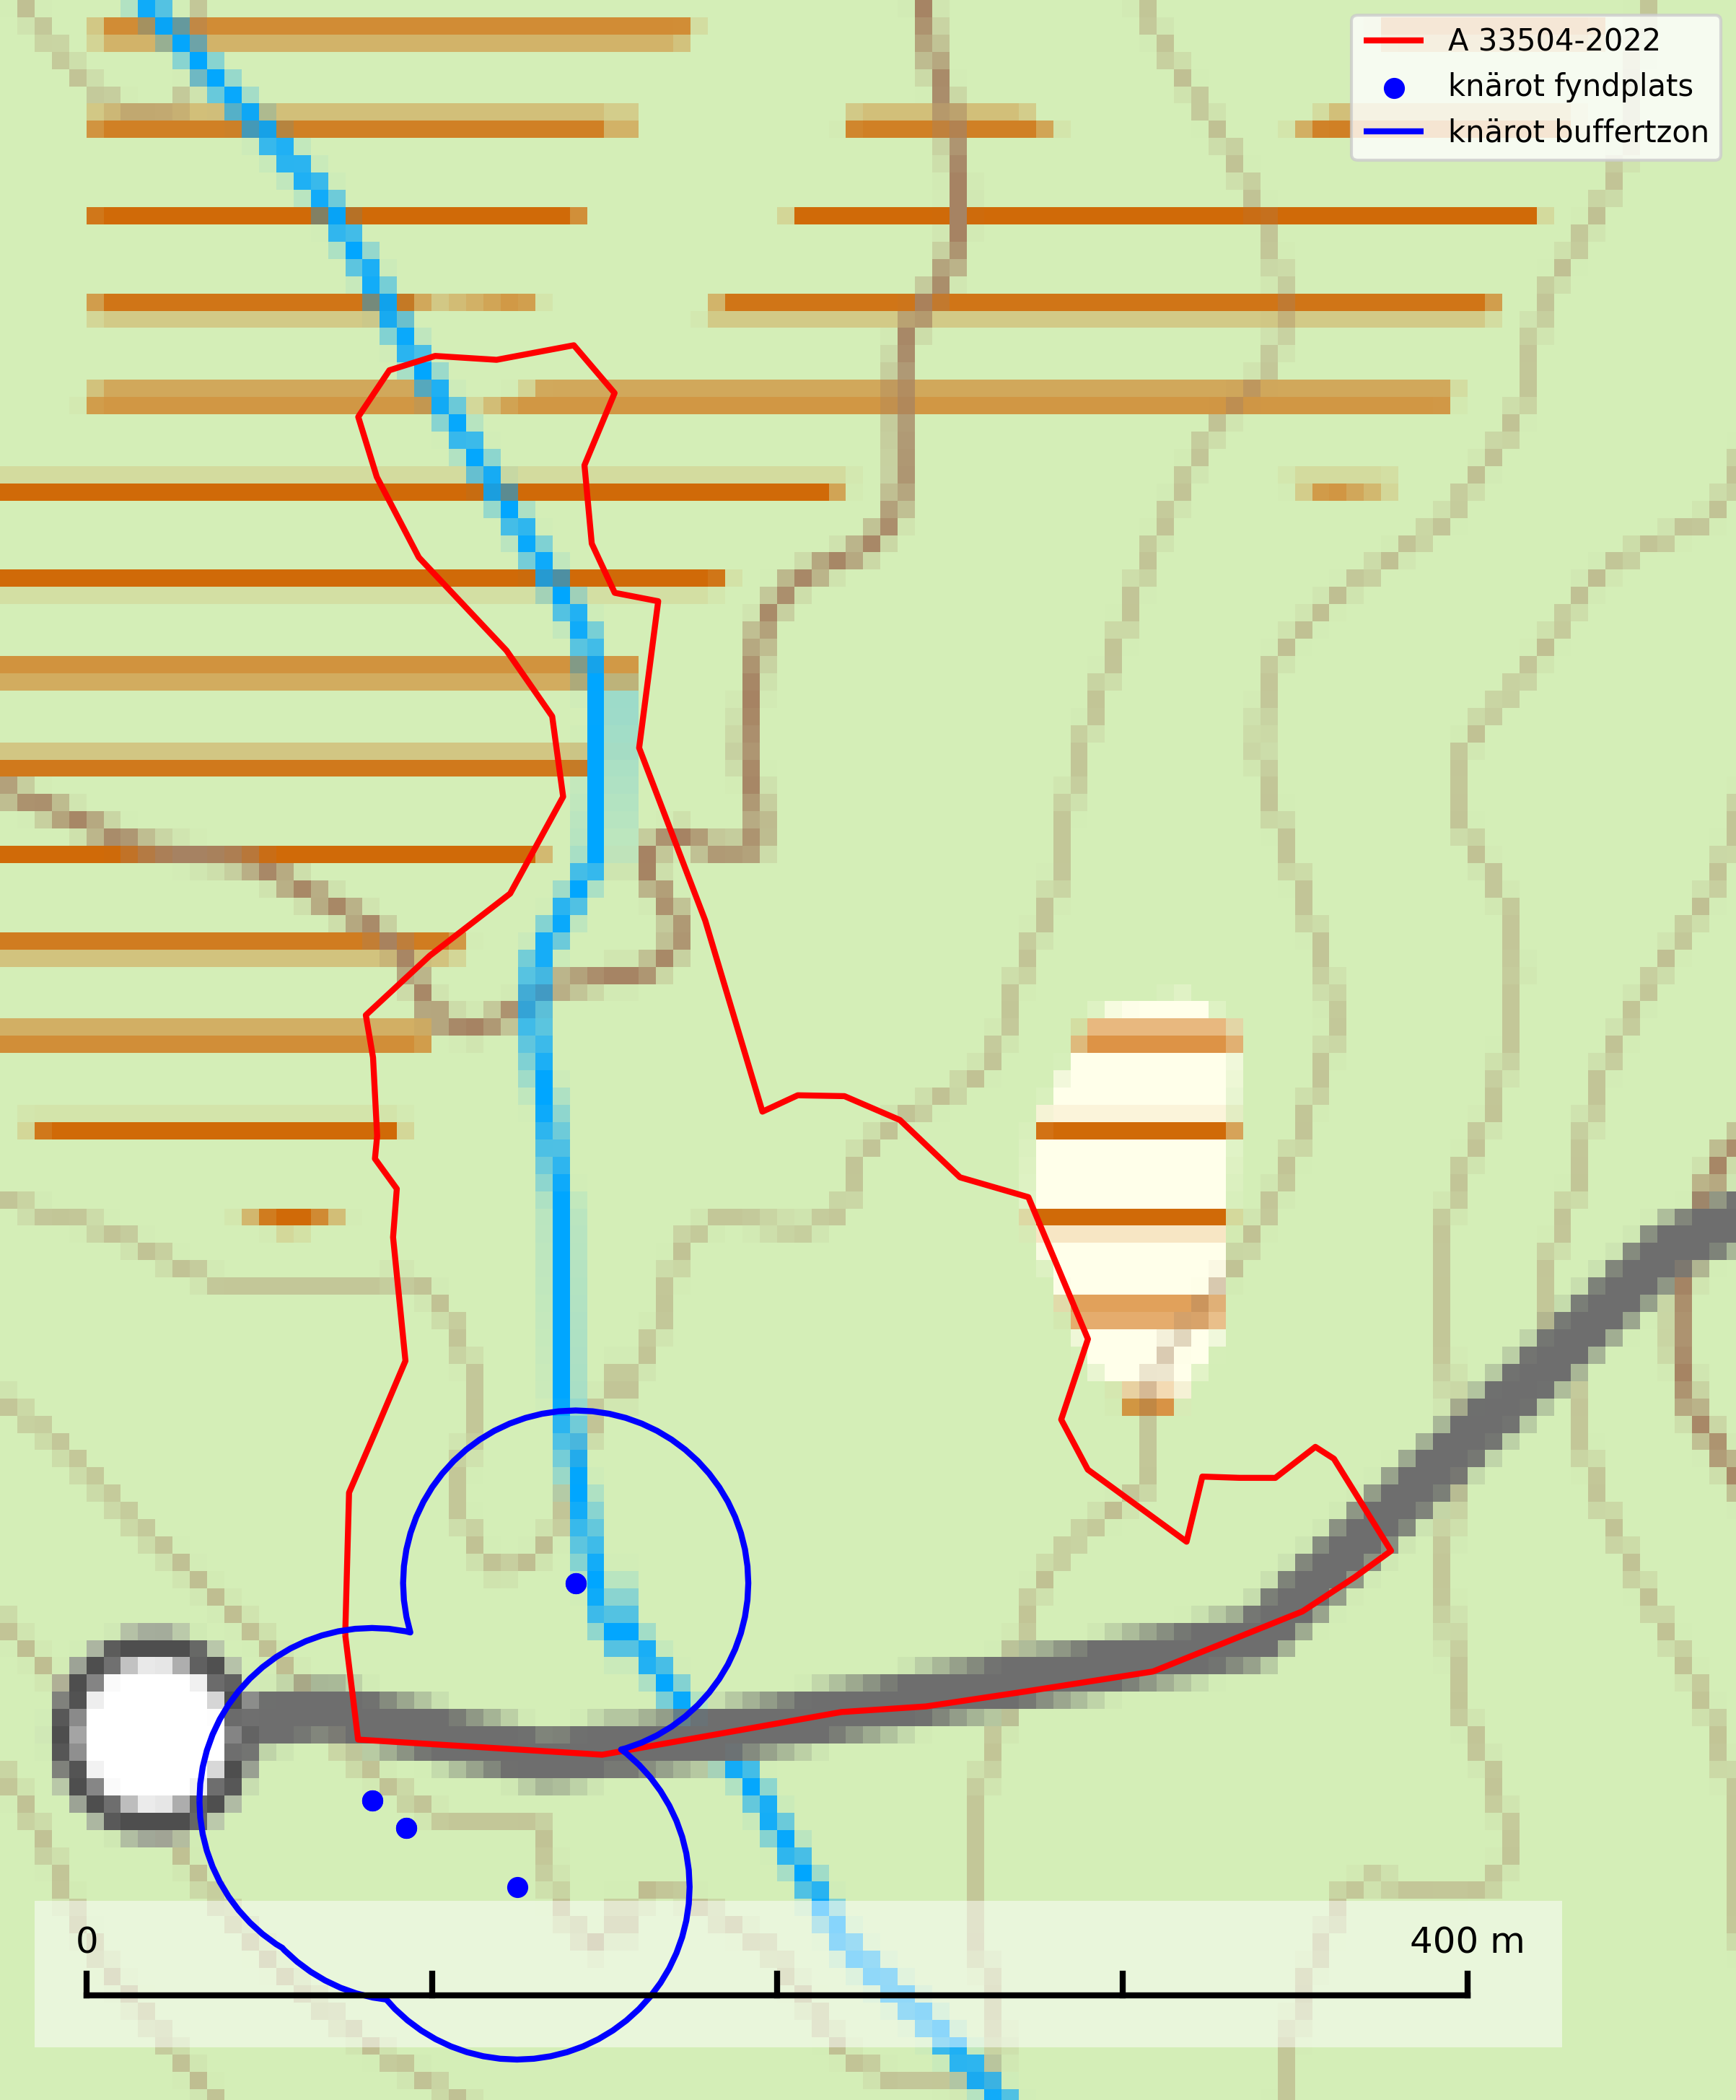 A 33504-2022
knärot fyndplats
knärot buffertzon
0 400 m